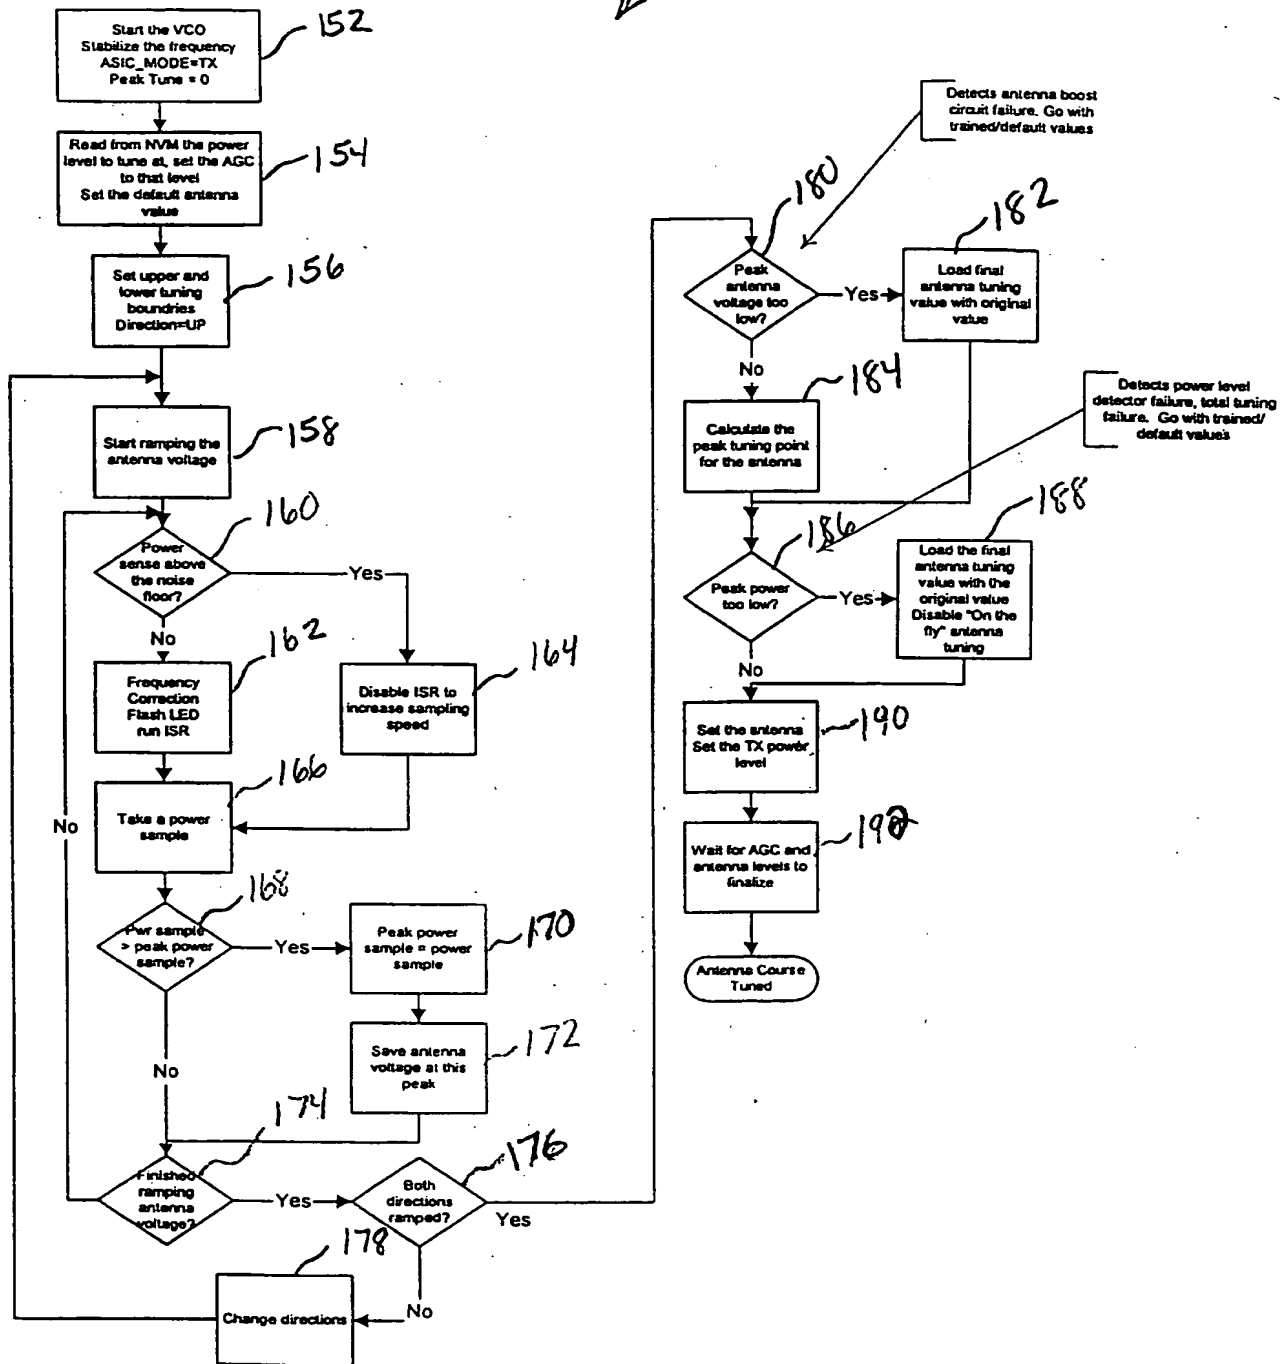 Start the VCO
Stabilize the frequency
ASIC_MODE=TX
Peak Tune = 0
152
Read from NVM the power
level to tune at, set the AGC
to that level
Set the default antenna
value
154
Set upper and
lower tuning
boundries
Direction=UP
156
Start ramping the
antenna voltage
158
Power
sense above
the noise
floor?
160
Yes
No
Frequency
Correction
Flash LED
run ISR
162
Disable ISR to
increase sampling
speed
164
Take a power
sample
166
No
Pwr sample
> peak power
sample?
168
Yes
Peak power
sample = power
sample
170
Save antenna
voltage at this
peak
172
No
Finished
ramping
antenna
voltage?
174
Yes
Both
directions
ramped?
176
Yes
No
Change directions
178
Detects antenna boost
circuit failure. Go with
trained/default values
Peak
antenna
voltage too
low?
180
Yes
Load final
antenna tuning
value with original
value
182
No
Calculate the
peak tuning point
for the antenna
184
Detects power level
detector failure, total tuning
failure. Go with trained/
default values
Peak power
too low?
186
Yes
Load the final
antenna tuning
value with the
original value
Disable "On the
fly" antenna
tuning
188
No
Set the antenna
Set the TX power
level
190
Wait for AGC and
antenna levels to
finalize
192
Antenna Course
Tuned